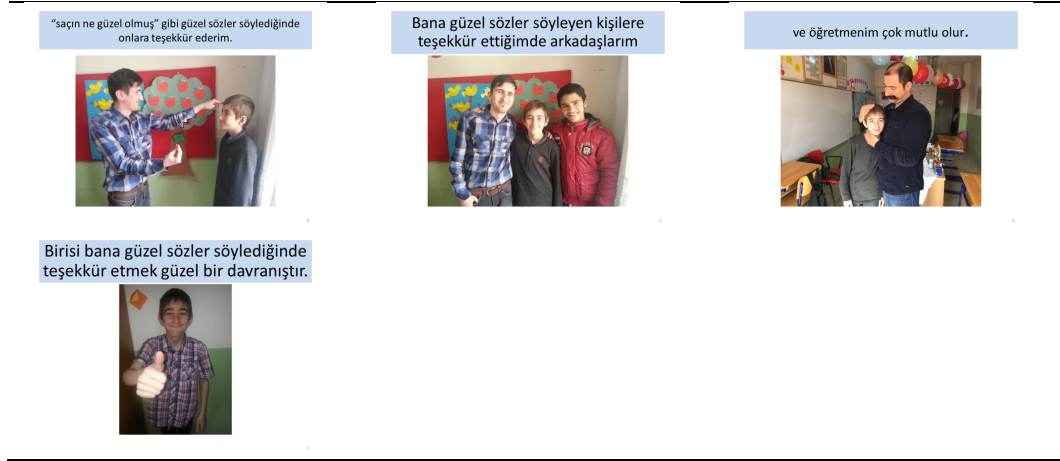 “saçın ne güzel olmuş” gibi güzel sözler söylediğinde
onlara teşekkür ederim.
Bana güzel sözler söyleyen kişilere
teşekkür ettiğimde arkadaşlarım
ve öğretmenim çok mutlu olur.
Birisi bana güzel sözler söylediğinde
teşekkür etmek güzel bir davranıştır.